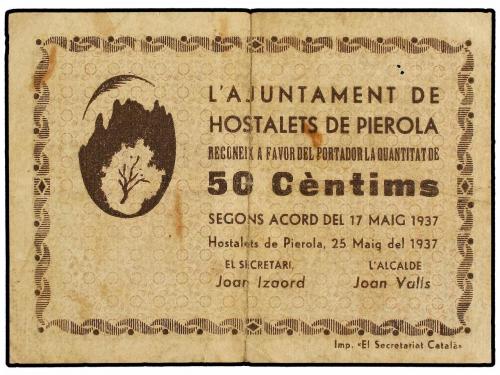 L'AJUNTAMENT DE
HOSTALETS DE PIEROLA
RECONEIX A FAVOR DEL PORTADOR LA QUANTITAT DE
50 Cèntims
SEGONS ACORD DEL 17 MAIG 1937
Hostalets de Pierola, 25 Maig del 1937
EL SECRETARI, L'ALCALDE
Joan Izaord Joan Valls
Imp. «El Secretariat Català»